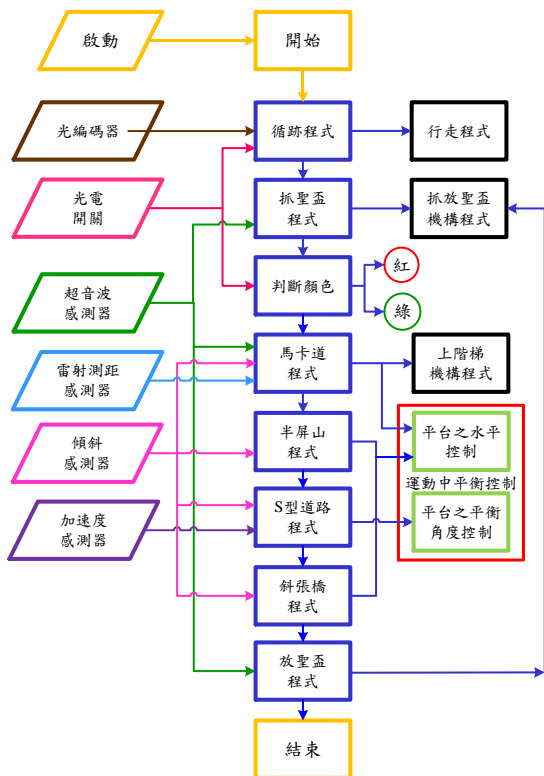 啟動
開始
光編碼器
循跡程式
行走程式
光電
開關
抓聖盃
程式
抓放聖盃
機構程式
判斷顏色
紅
綠
超音波
感測器
馬卡道
程式
上階梯
機構程式
雷射測距
感測器
傾斜
感測器
半屏山
程式
平台之水平
控制
運動中平衡控制
加速度
感測器
S型道路
程式
平台之平衡
角度控制
斜張橋
程式
放聖盃
程式
結束